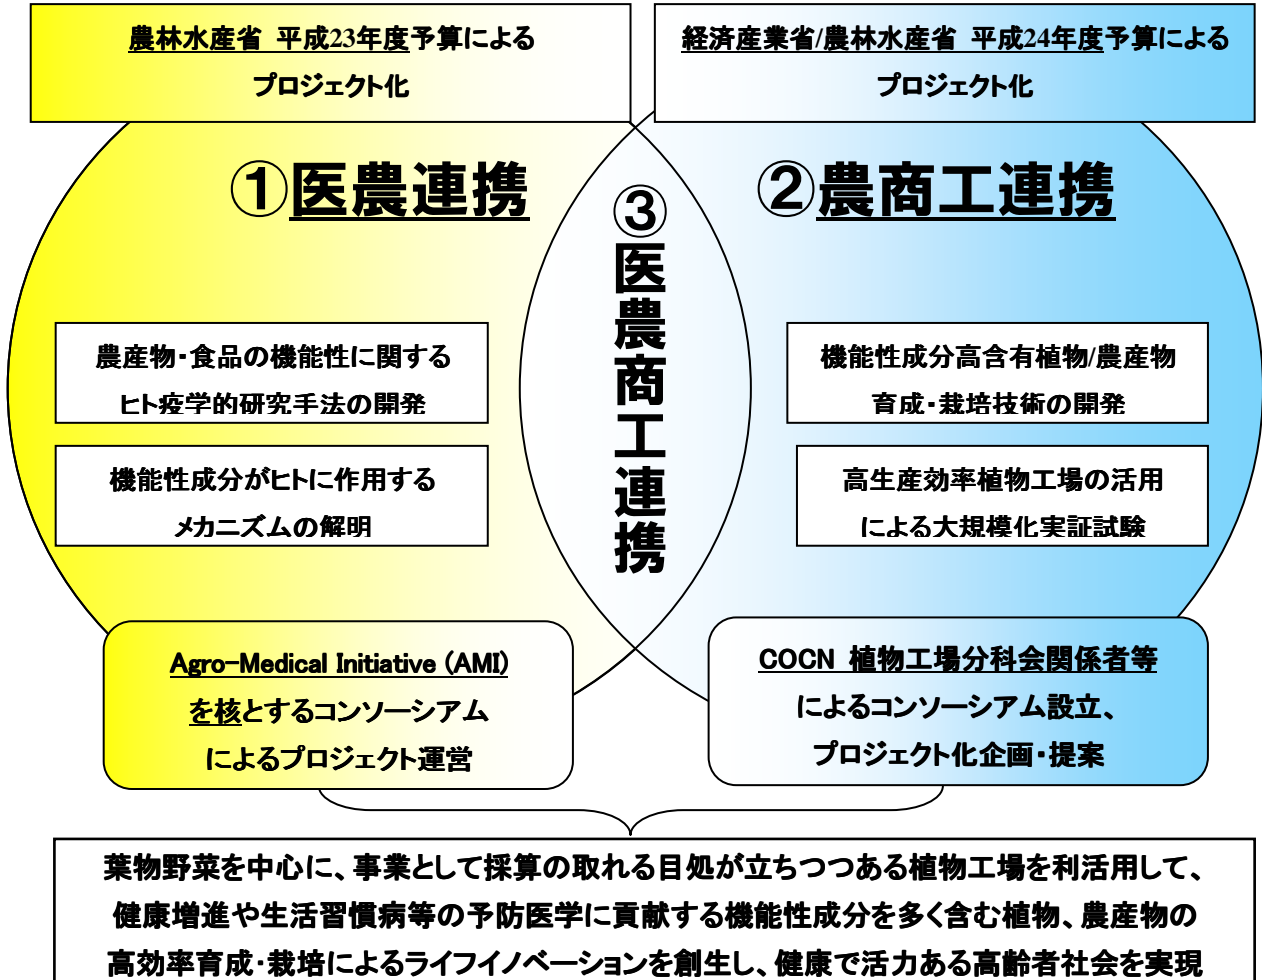 農林水産省 平成23年度予算による
プロジェクト化
経済産業省/農林水産省 平成24年度予算による
プロジェクト化
①医農連携
②農商工連携
③医農商工連携
農産物・食品の機能性に関する
ヒト疫学的研究手法の開発
機能性成分がヒトに作用する
メカニズムの解明
機能性成分高含有植物/農産物
育成・栽培技術の開発
高生産効率植物工場の活用
による大規模化実証試験
Agro-Medical Initiative (AMI)
を核とするコンソーシアム
によるプロジェクト運営
COCN 植物工場分科会関係者等
によるコンソーシアム設立、
プロジェクト化企画・提案
葉物野菜を中心に、事業として採算の取れる目処が立ちつつある植物工場を利活用して、
健康増進や生活習慣病等の予防医学に貢献する機能性成分を多く含む植物、農産物の
高効率育成・栽培によるライフイノベーションを創生し、健康で活力ある高齢者社会を実現